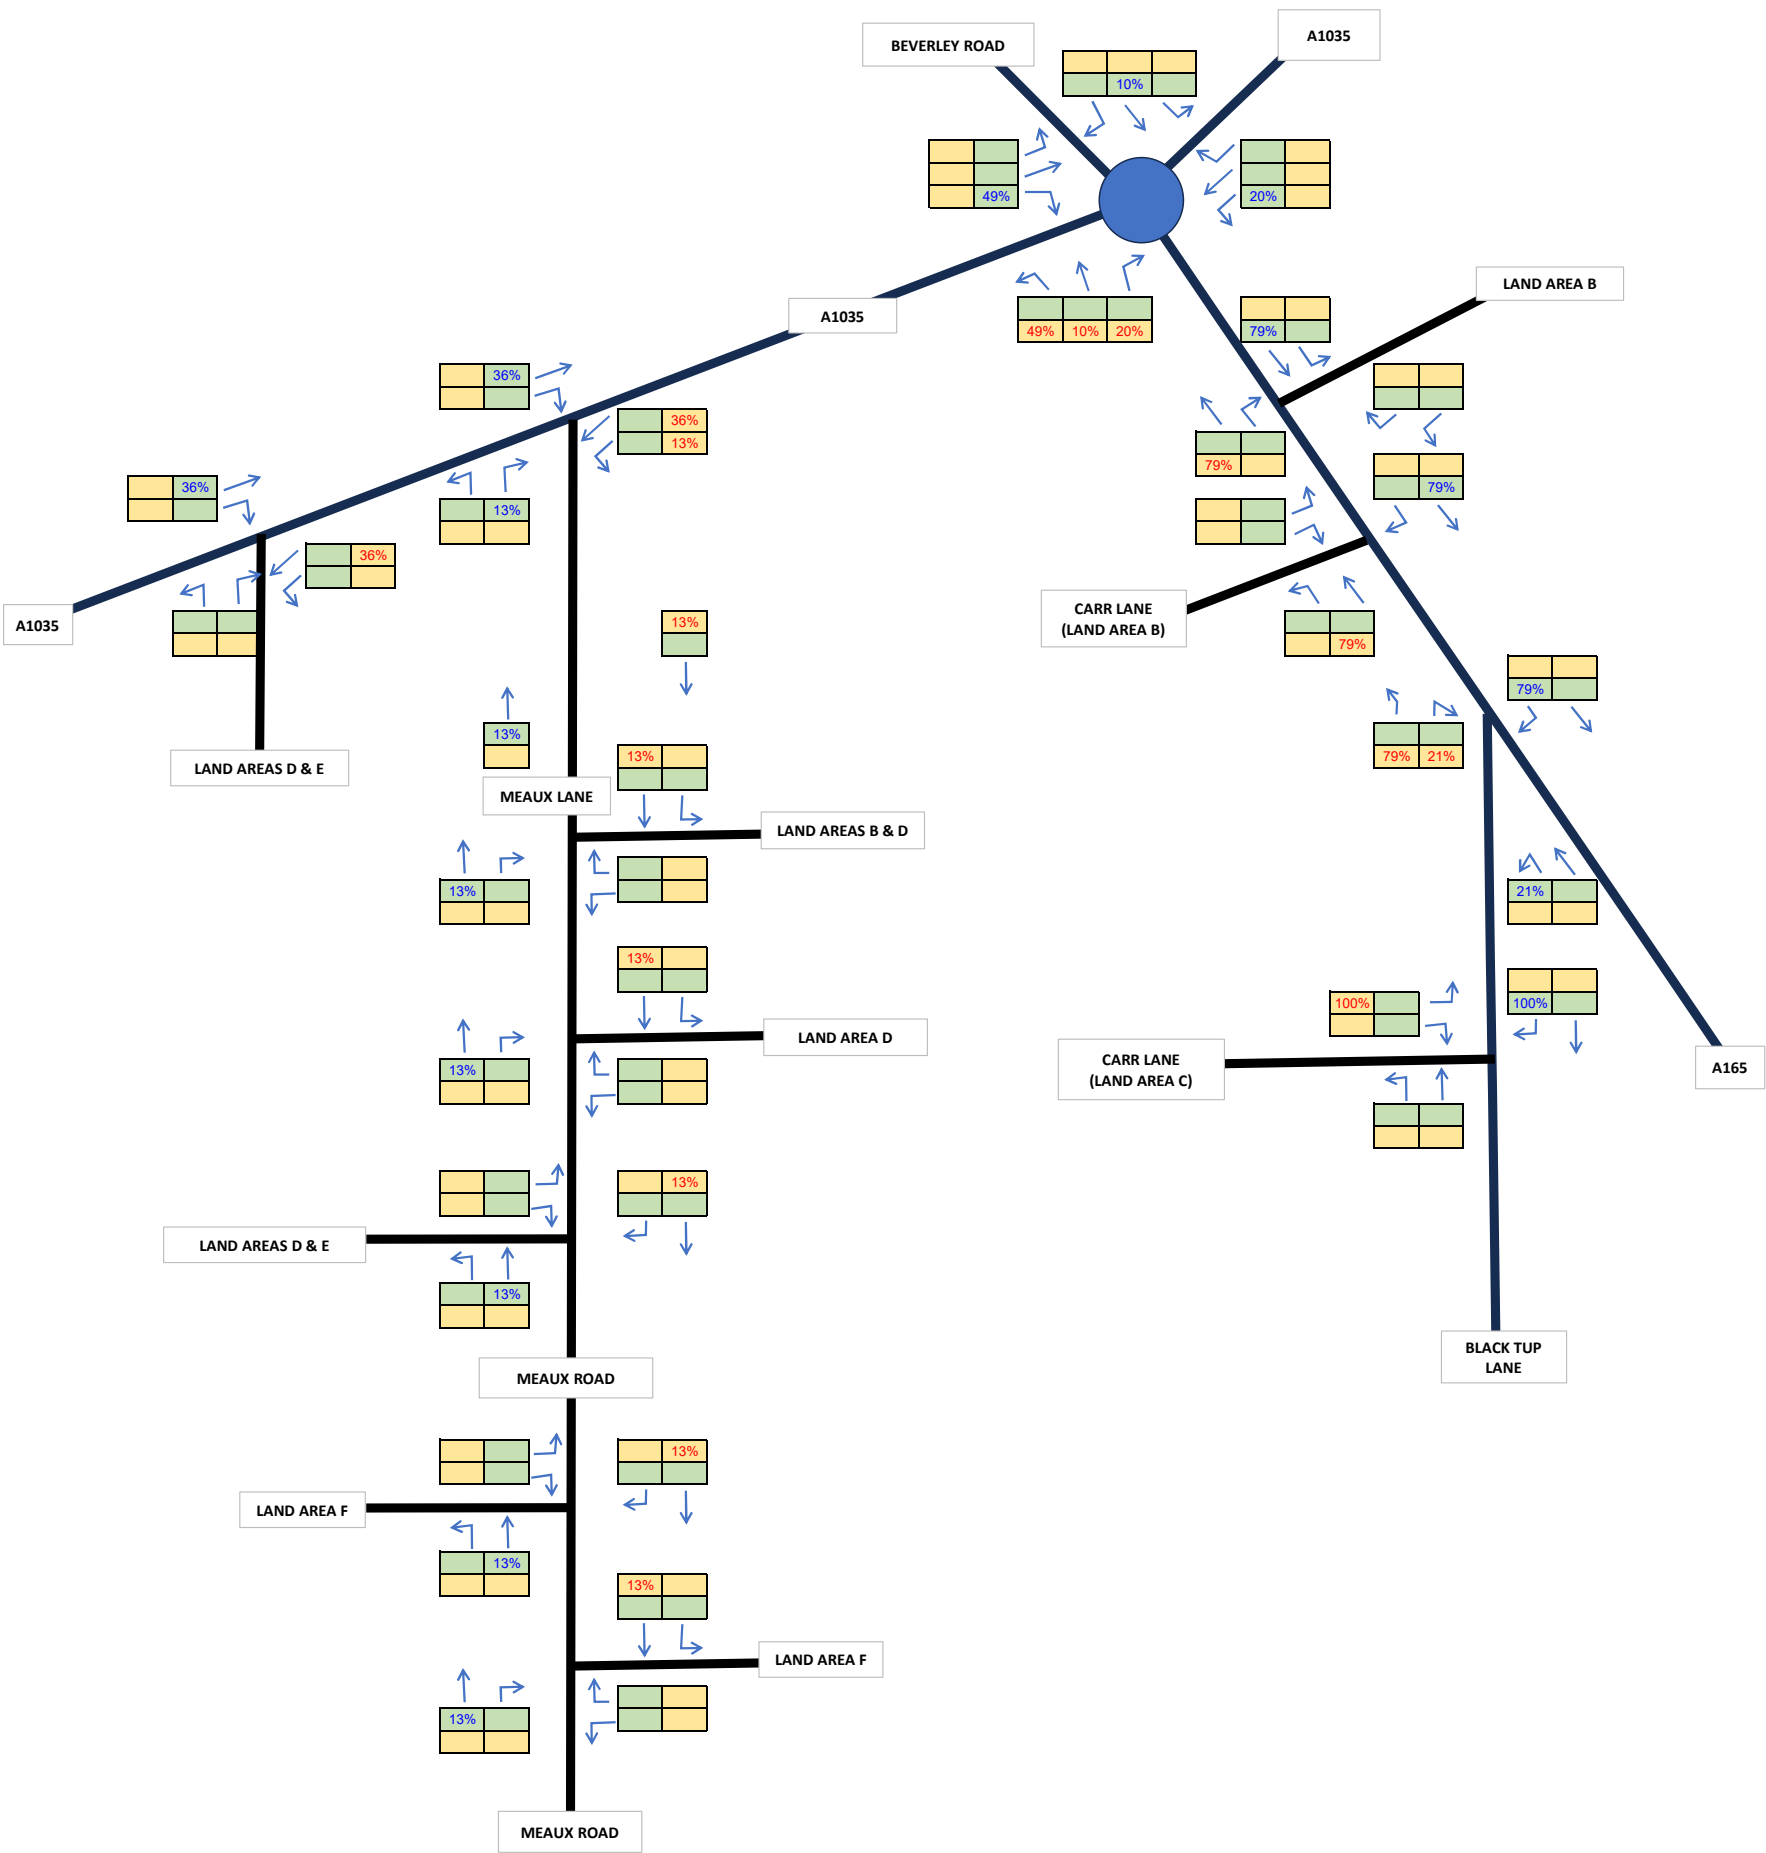 A1035
BEVERLEY ROAD
10%
49%
20%
LAND AREA B
A1035
49% 10% 20%
79%
36%
36%
13%
79%
79%
36%
13%
36%
CARR LANE
(LAND AREA B)
79%
A1035
13%
79%
13%
79% 21%
LAND AREAS D & E
13%
MEAUX LANE
LAND AREAS B & D
13%
21%
13%
100%
100%
LAND AREA D
13%
CARR LANE
(LAND AREA C)
A165
13%
LAND AREAS D & E
13%
BLACK TUP
LANE
MEAUX ROAD
13%
LAND AREA F
13%
13%
LAND AREA F
13%
MEAUX ROAD